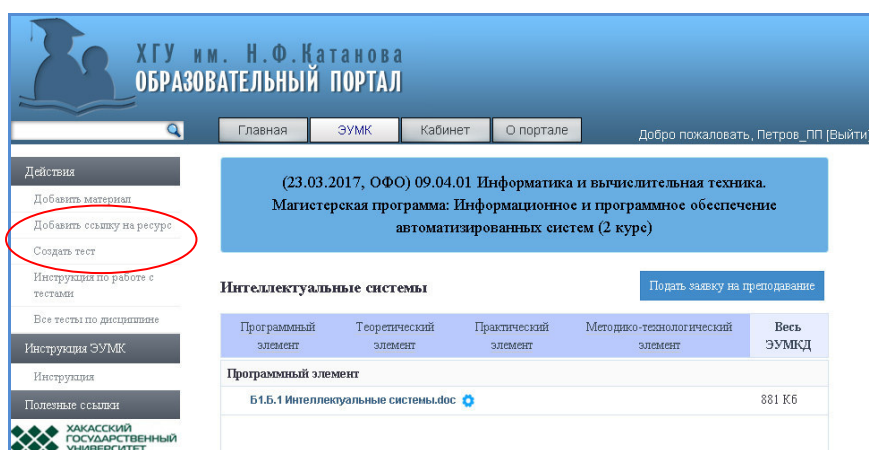 ХГУ им. Н.Ф.Катанова
ОБРАЗОВАТЕЛЬНЫЙ ПОРТАЛ
Главная
ЭУМК
Кабинет
О портале
Добро пожаловать, Петров_ПП [Выйти]
Действия
Добавить материал
Добавить ссылку на ресурс
Создать тест
Инструкция по работе с
тестами
Все тесты по дисциплине
Инструкция ЭУМК
Инструкция
Полезные ссылки
ХАКАССКИЙ
ГОСУДАРСТВЕННЫЙ
УНИВЕРСИТЕТ
(23.03.2017, ОФО) 09.04.01 Информатика и вычислительная техника.
Магистерская программа: Информационное и программное обеспечение
автоматизированных систем (2 курс)
Интеллектуальные системы
Подать заявку на преподавание
Программный
элемент
Теоретический
элемент
Практический
элемент
Методико-технологический
элемент
Весь
ЭУМКД
Программный элемент
Б1.Б.1 Интеллектуальные системы.doc
881 Кб